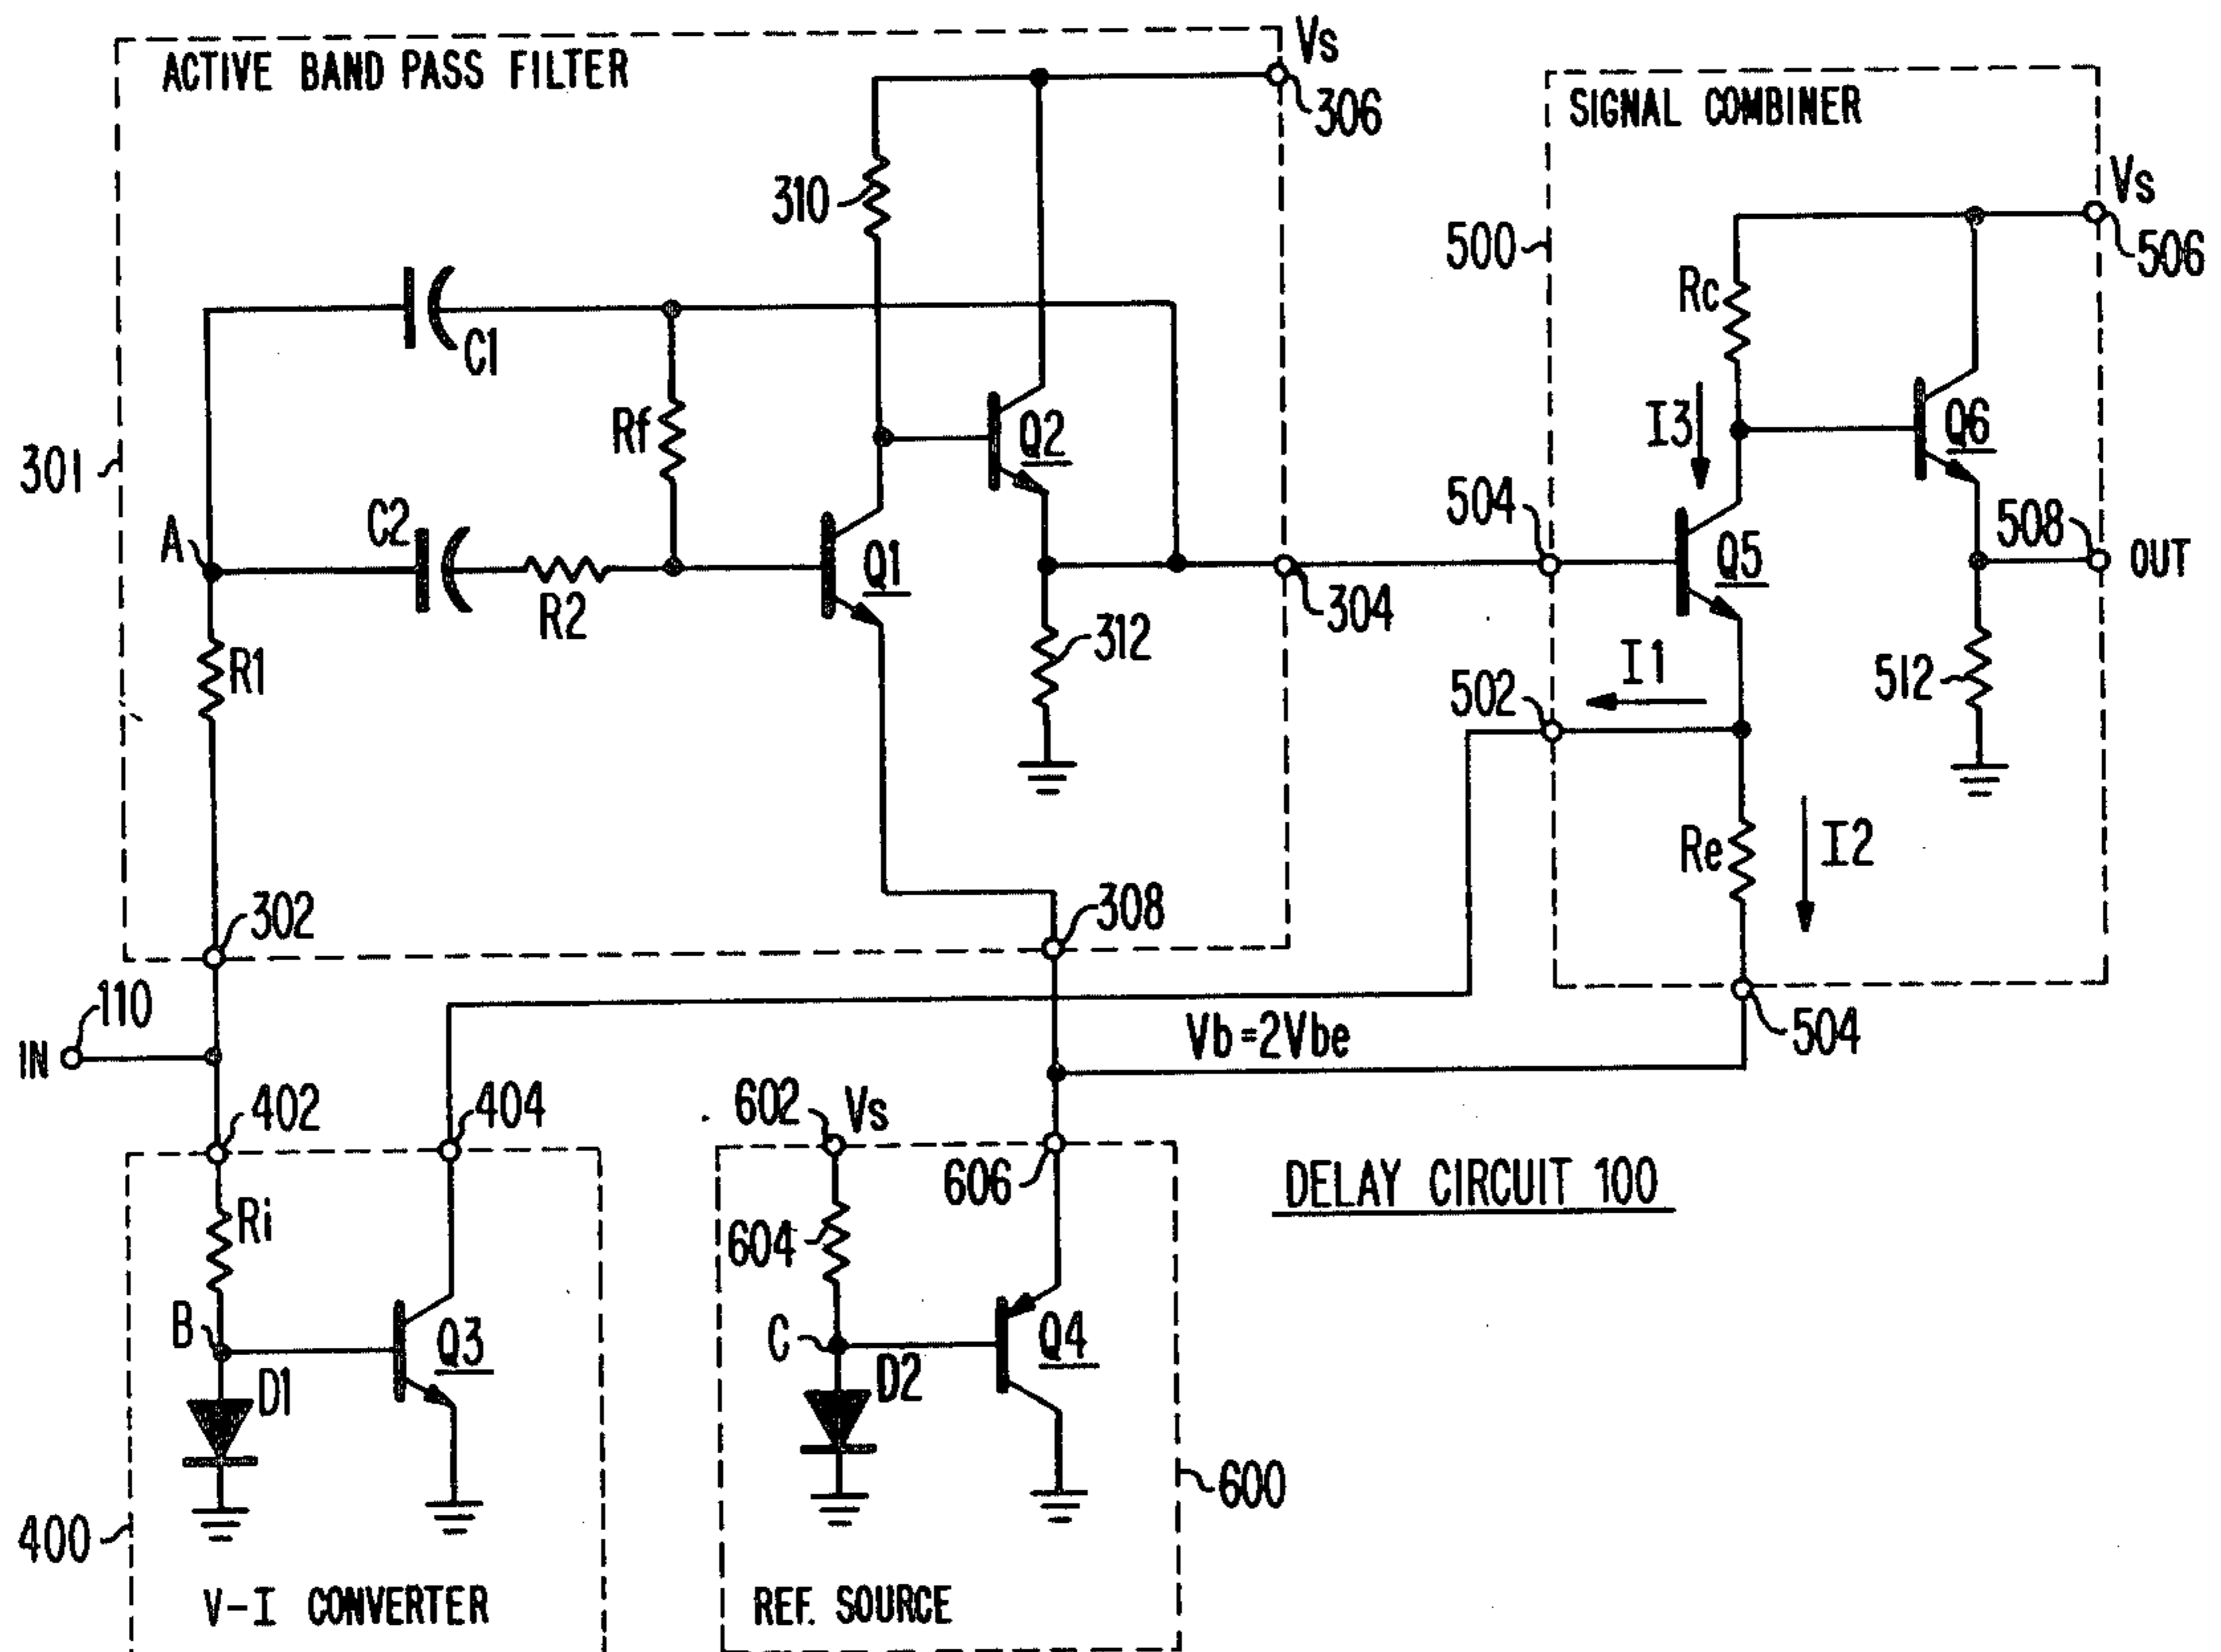 ACTIVE BAND PASS FILTER
Vs
306
310
C1
Rf
Q2
301
A
C2
R2
Q1
304
312
R1
302
308
SIGNAL COMBINER
Vs
506
500
Rc
I3
Q6
504
Q5
508
OUT
I1
502
512
Re
I2
504
110
IN
Vb=2Vbe
402
404
602
Vs
606
DELAY CIRCUIT 100
Ri
604
B
Q3
C
Q4
D1
D2
600
400
V-I CONVERTER
REF. SOURCE